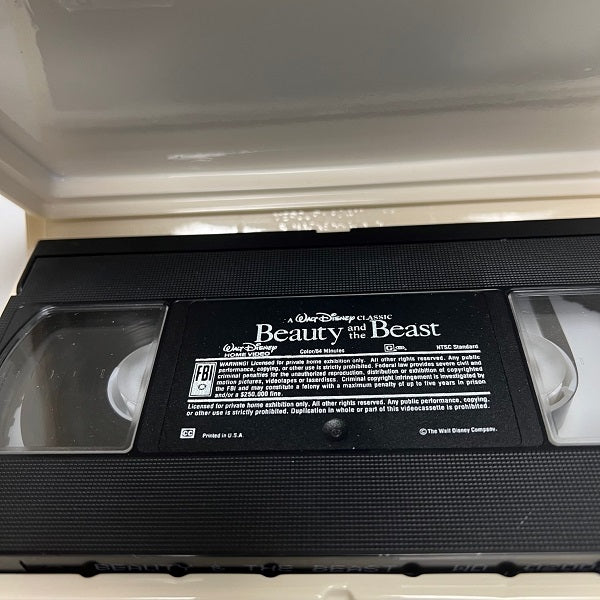 A WALT DISNEY CLASSIC
Beauty and the Beast
WALT DISNEY
HOME VIDEO
Color/84 Minutes
G
NTSC Standard
FBI
WARNING! Licensed for private home exhibition only. All other rights reserved. Any public
performance, copying, or other use is strictly prohibited. Federal law provides severe civil and
criminal penalties for the unauthorized reproduction, distribution or exhibition of copyrighted
motion pictures, videotapes or laserdiscs. Criminal copyright infringement is investigated by
the FBI and may constitute a felony with a maximum penalty of up to five years in prison
and/or a $250,000 fine.
Licensed for private home exhibition only. All other rights reserved. Any public performance, copying,
or other use is strictly prohibited. Duplication in whole or part of this videocassette is prohibited.
CC
Printed in U.S.A.
© The Walt Disney Company.
BEAUTY & THE BEAST